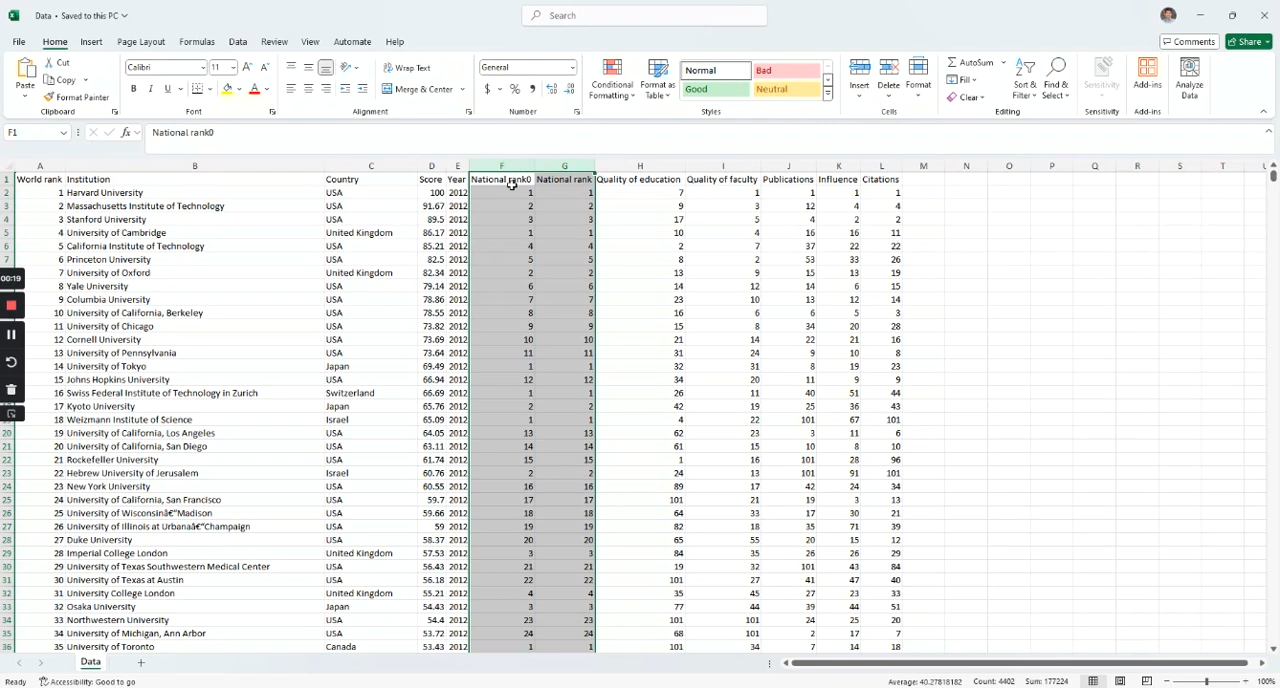 Data • Saved to this PC
Search
File Home Insert Page Layout Formulas Data Review View Automate Help
Comments Share
Paste
Cut
Copy
Format Painter
Clipboard
Calibri 11
B I U
Font
Wrap Text
Merge & Center
Alignment
General
Number
Conditional Formatting
Format as Table
Normal Bad
Good Neutral
Styles
Insert Delete Format
Cells
AutoSum
Fill
Clear
Sort & Filter
Find & Select
Editing
Sensitivity
Sensitivity
Add-ins
Add-ins
Analyze Data
F1 fx National rank0
A B C D E F G H I J K L M N O P Q R S T U
1 World rank Institution Country Score Year National rank0 National rank Quality of education Quality of faculty Publications Influence Citations
2 1 Harvard University USA 100 2012 1 1 7 1 1 1 1
3 2 Massachusetts Institute of Technology USA 91.67 2012 2 2 9 3 12 4 4
4 3 Stanford University USA 89.5 2012 3 3 17 5 4 2 2
5 4 University of Cambridge United Kingdom 86.17 2012 1 1 10 4 16 16 11
6 5 California Institute of Technology USA 85.21 2012 4 4 2 7 37 22 22
7 6 Princeton University USA 82.5 2012 5 5 8 2 53 33 26
7 University of Oxford United Kingdom 82.34 2012 2 2 13 9 15 13 19
00:19
8 Yale University USA 79.14 2012 6 6 14 12 14 6 15
9 Columbia University USA 78.86 2012 7 7 23 10 13 12 14
10 University of California, Berkeley USA 78.55 2012 8 8 16 6 6 5 3
11 University of Chicago USA 73.82 2012 9 9 15 8 34 20 28
12 Cornell University USA 73.69 2012 10 10 21 14 22 21 16
13 University of Pennsylvania USA 73.64 2012 11 11 31 24 9 10 8
14 University of Tokyo Japan 69.49 2012 1 1 32 31 8 19 23
15 Johns Hopkins University USA 66.94 2012 12 12 34 20 11 9 9
16 Swiss Federal Institute of Technology in Zurich Switzerland 66.69 2012 1 1 26 11 40 51 44
17 Kyoto University Japan 65.76 2012 2 2 42 19 25 36 43
18 Weizmann Institute of Science Israel 65.09 2012 1 1 4 22 101 67 101
20 19 University of California, Los Angeles USA 64.05 2012 13 13 62 23 3 11 6
21 20 University of California, San Diego USA 63.11 2012 14 14 61 15 10 8 10
22 21 Rockefeller University USA 61.74 2012 15 15 1 16 101 28 96
23 22 Hebrew University of Jerusalem Israel 60.76 2012 2 2 24 13 101 91 101
24 23 New York University USA 60.55 2012 16 16 89 17 42 24 34
25 24 University of California, San Francisco USA 59.7 2012 17 17 101 21 19 3 13
26 25 University of Wisconsinâ€“Madison USA 59.66 2012 18 18 64 33 17 30 21
27 26 University of Illinois at Urbanaâ€“Champaign USA 59 2012 19 19 82 18 35 71 39
28 27 Duke University USA 58.37 2012 20 20 65 55 20 15 12
29 28 Imperial College London United Kingdom 57.53 2012 3 3 84 35 26 26 29
30 29 University of Texas Southwestern Medical Center USA 56.43 2012 21 21 19 32 101 43 84
31 30 University of Texas at Austin USA 56.18 2012 22 22 101 27 41 47 40
32 31 University College London United Kingdom 55.21 2012 4 4 35 45 27 23 33
33 32 Osaka University Japan 54.43 2012 3 3 77 44 39 44 51
34 33 Northwestern University USA 54.4 2012 23 23 101 101 24 25 20
35 34 University of Michigan, Ann Arbor USA 53.72 2012 24 24 68 101 2 17 7
36 35 University of Toronto Canada 53.43 2012 1 1 101 34 7 14 18
Data
Ready Accessibility: Good to go Average: 40.27818182 Count: 4402 Sum: 177224 100%